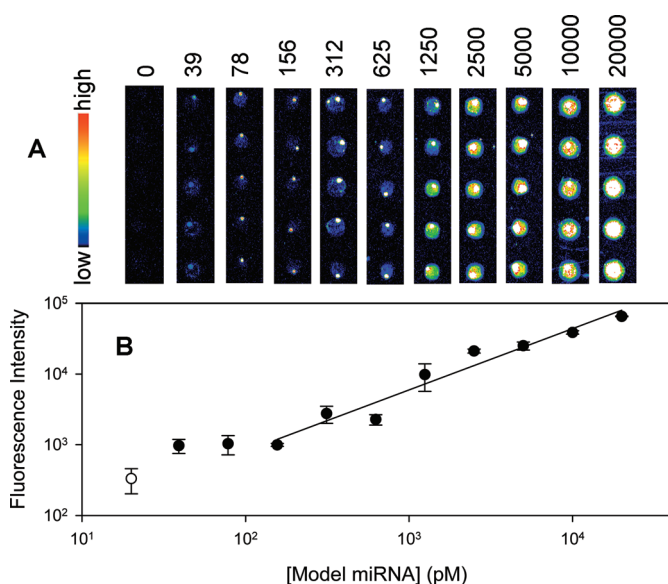 0 39 78 156 312 625 1250 2500 5000 10000 20000
high
A
low
B
Fluorescence Intensity
10⁵
10⁴
10³
10²
10¹ 10² 10³ 10⁴
[Model miRNA] (pM)